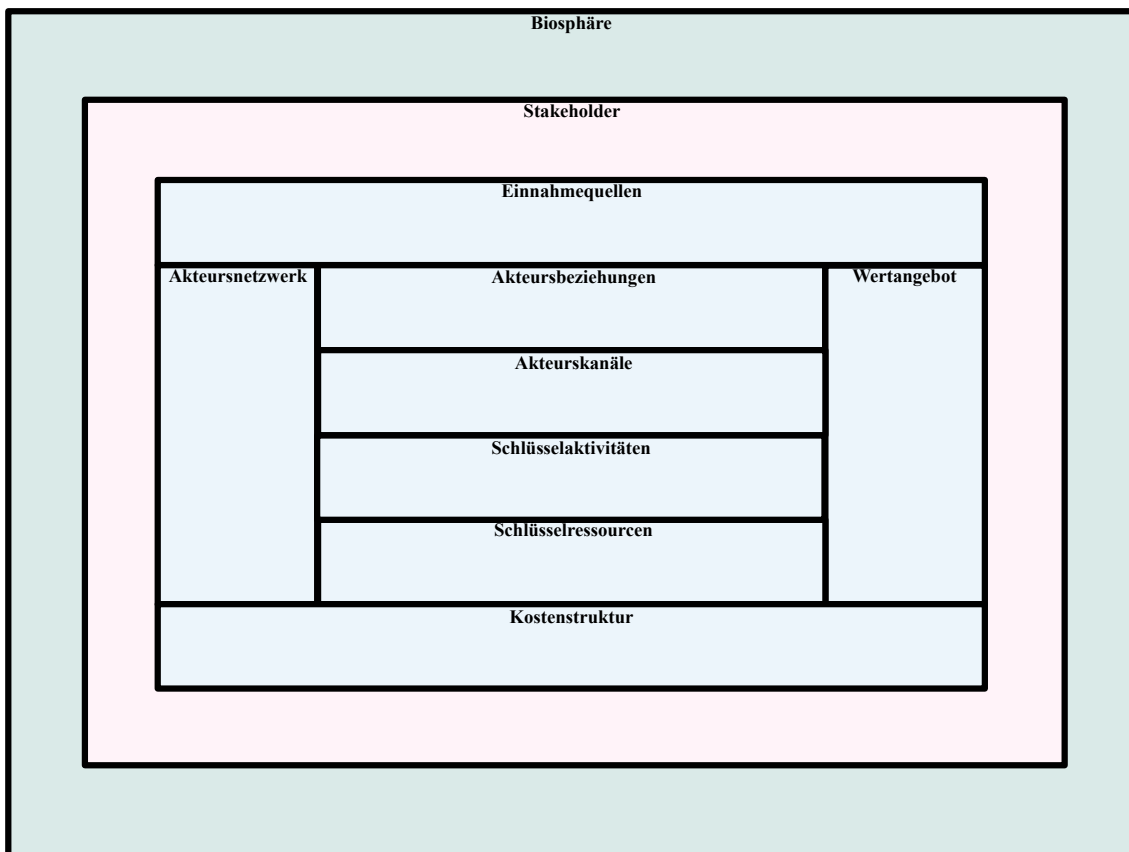 Biosphäre
Stakeholder
Einnahmequellen
Akteursnetzwerk
Akteursbeziehungen
Wertangebot
Akteurskanäle
Schlüsselaktivitäten
Schlüsselressourcen
Kostenstruktur